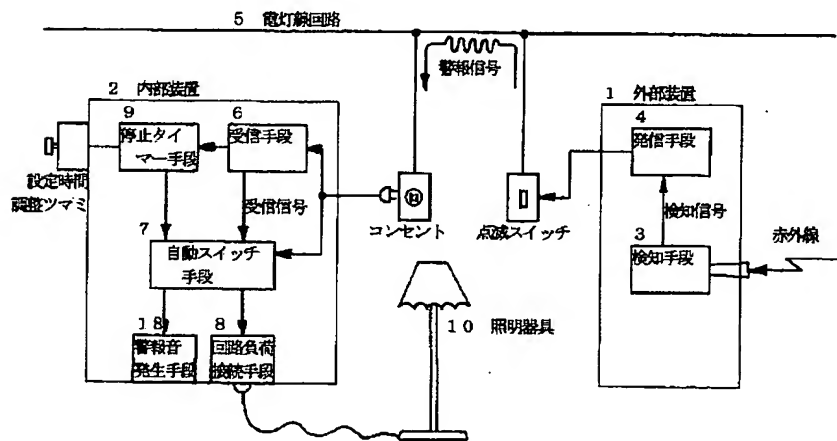 5 電灯線回路
警報信号
2 内部装置
1 外部装置
9
停止タイ
マー手段
6
受信手段
4
発信手段
設定時間
調整ツマミ
受信信号
コンセント
点滅スイッチ
検知信号
赤外線
7
自動スイッチ
手段
3
検知手段
10 照明器具
18
警報音
発生手段
8
回路負荷
接続手段